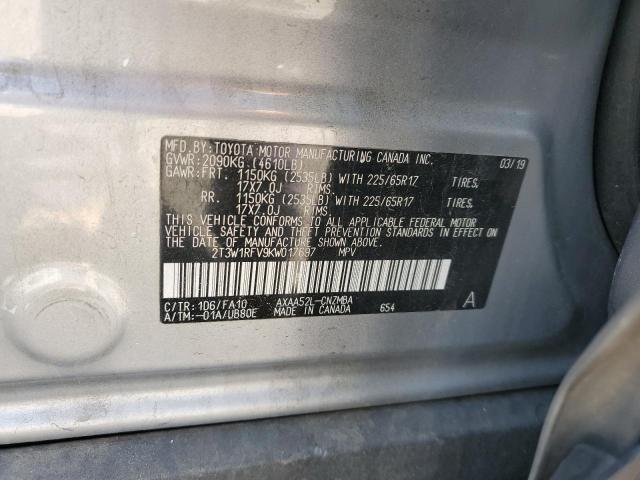 MFD. BY: TOYOTA MOTOR MANUFACTURING CANADA INC. 03/19
GVWR: 2090KG (4610LB)
GAWR: FRT. 1150KG (2535LB) WITH 225/65R17 TIRES,
17X7.0J RIMS,
RR. 1150KG (2535LB) WITH 225/65R17 TIRES,
17X7.0J RIMS,
THIS VEHICLE CONFORMS TO ALL APPLICABLE FEDERAL MOTOR
VEHICLE SAFETY AND THEFT PREVENTION STANDARDS IN
EFFECT ON THE DATE OF MANUFACTURE SHOWN ABOVE.
2T3W1RFV9KW017697 MPV
C/TR: 1D6/FA10 AXAA52L-CNZMBA
A/TM: -01A/UB80E MADE IN CANADA 654 A